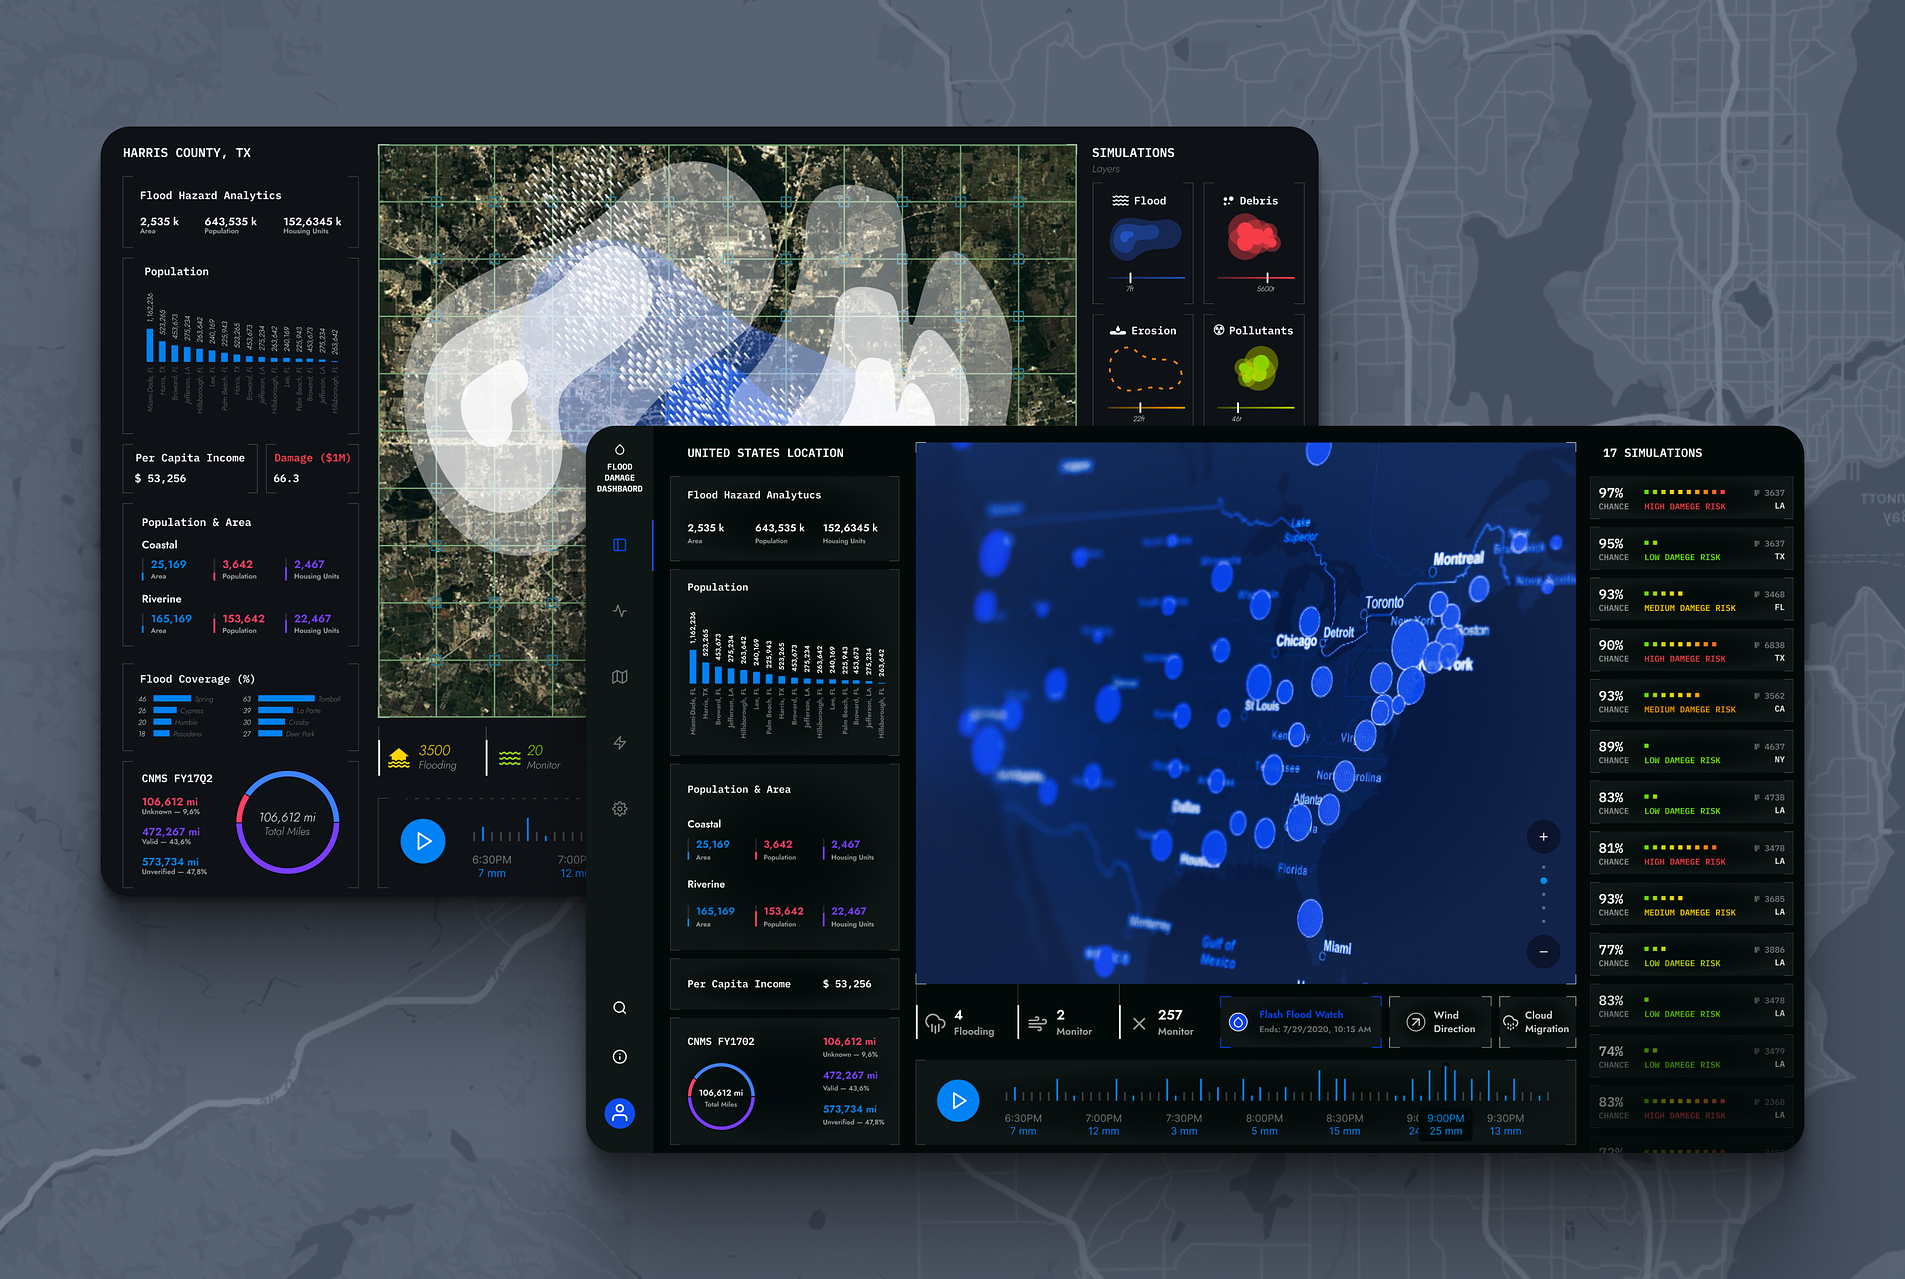 HARRIS COUNTY, TX
Flood Hazard Analytics
2,535 k 643,535 k 152,6345 k
Area Population Housing Units
Population
1,162,236 523,265 453,673 275,234 263,642 240,169 225,943 523,265 453,673 275,234 263,642 240,169 225,943 453,673 275,234 263,642
Miami-Dade, FL Harris, TX Broward, FL Jefferson, LA Hillsborough, FL Lee, FL Palm Beach, FL Harris, TX Broward, FL Jefferson, LA Hillsborough, FL Lee, FL Palm Beach, FL Broward, FL Jefferson, LA Hillsborough, FL
Per Capita Income
$ 53,256
Damage ($1M)
66.3
Population & Area
Coastal
25,169 3,642 2,467
Area Population Housing Units
Riverine
165,169 153,642 22,467
Area Population Housing Units
Flood Coverage (%)
46 Spring 63 Tomball
26 Cypress 39 La Porte
20 Humble 30 Crosby
18 Pasadena 27 Deer Park
CNMS FY17Q2
106,612 mi
Unknown — 9,6%
472,267 mi
Valid — 43,6%
573,734 mi
Unverified — 47,8%
106,612 mi
Total Miles
3500
Flooding
20
Monitor
6:30PM
7 mm
SIMULATIONS
Layers
Flood
7ft
Debris
5600t
Erosion
22ft
Pollutants
46t
FLOOD
DAMAGE
DASHBAORD
UNITED STATES LOCATION
Flood Hazard Analytucs
2,535 k 643,535 k 152,6345 k
Area Population Housing Units
Population
1,162,236 523,265 453,673 275,234 263,642 240,169 225,943 523,265 453,673 275,234 263,642 240,169 225,943 453,673 275,234 263,642
Miami-Dade, FL Harris, TX Broward, FL Jefferson, LA Hillsborough, FL Lee, FL Palm Beach, FL Harris, TX Broward, FL Jefferson, LA Hillsborough, FL Lee, FL Palm Beach, FL Broward, FL Jefferson, LA Hillsborough, FL
Population & Area
Coastal
25,169 3,642 2,467
Area Population Housing Units
Riverine
165,169 153,642 22,467
Area Population Housing Units
Per Capita Income $ 53,256
CNMS FY1702
106,612 mi
Total Miles
106,612 mi
Unknown — 9,6%
472,267 mi
Valid — 43,6%
573,734 mi
Unverified — 47,8%
Lake
Superior
Montreal
Toronto
New York
Boston
Chicago
Detroit
St Louis
Dallas
Atlanta
Florida
Monterrey
Gulf of
Mexico
Miami
+
−
4
Flooding
2
Monitor
257
Monitor
Flash Flood Watch
Ends: 7/29/2020, 10:15 AM
Wind
Direction
Cloud
Migration
6:30PM 7:00PM 7:30PM 8:00PM 8:30PM 9:00PM 9:30PM
7 mm 12 mm 3 mm 5 mm 15 mm 25 mm 13 mm
17 SIMULATIONS
97% 3637
CHANCE HIGH DAMEGE RISK LA
95% 3637
CHANCE LOW DAMEGE RISK TX
93% 3468
CHANCE MEDIUM DAMEGE RISK FL
90% 6838
CHANCE HIGH DAMEGE RISK TX
93% 3562
CHANCE MEDIUM DAMEGE RISK CA
89% 4637
CHANCE LOW DAMEGE RISK NY
83% 4738
CHANCE LOW DAMEGE RISK LA
81% 3478
CHANCE HIGH DAMEGE RISK LA
93% 3685
CHANCE MEDIUM DAMEGE RISK LA
77% 3886
CHANCE LOW DAMEGE RISK LA
83% 3478
CHANCE LOW DAMEGE RISK LA
74% 3479
CHANCE LOW DAMEGE RISK LA
83% 2368
CHANCE HIGH DAMEGE RISK LA